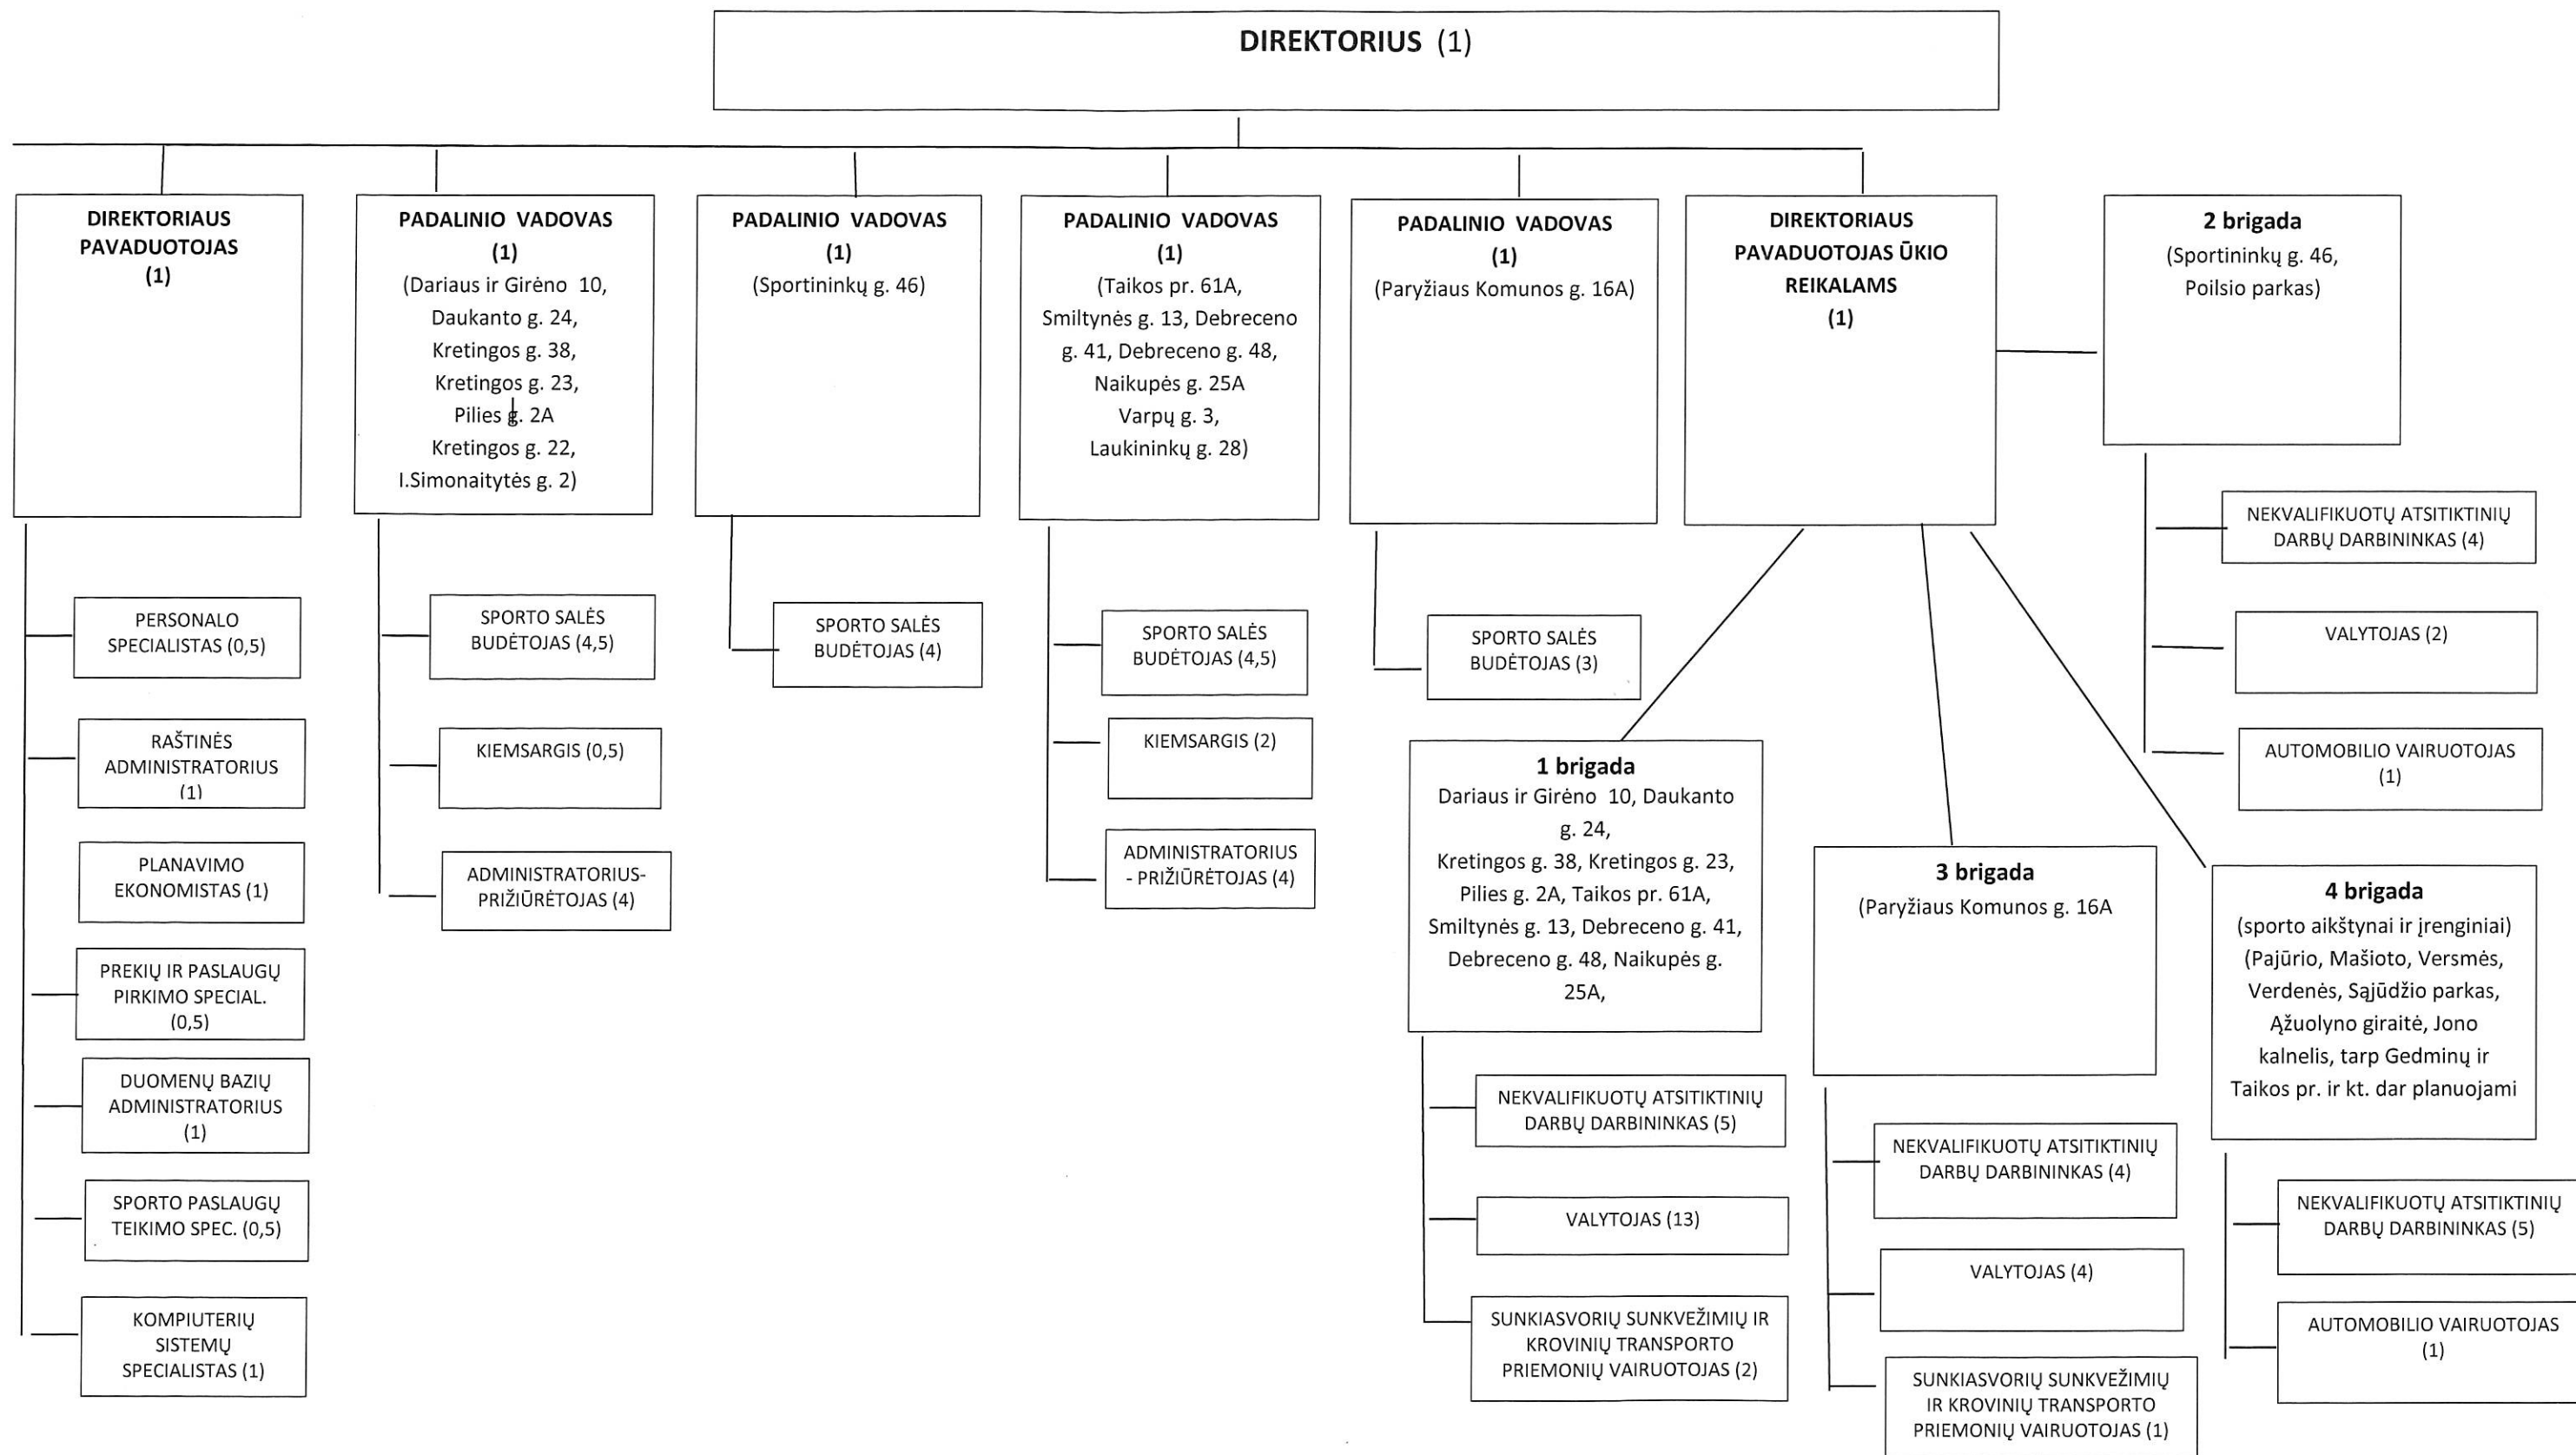 DIREKTORIUS (1)
DIREKTORIAUS
PAVADUOTOJAS
(1)
PADALINIO VADOVAS
(1)
(Dariaus ir Girėno 10,
Daukanto g. 24,
Kretingos g. 38,
Kretingos g. 23,
Pilies g. 2A
Kretingos g. 22,
I.Simonaitytės g. 2)
PADALINIO VADOVAS
(1)
(Sportininkų g. 46)
PADALINIO VADOVAS
(1)
(Taikos pr. 61A,
Smiltynės g. 13, Debreceno
g. 41, Debreceno g. 48,
Naikupės g. 25A
Varpų g. 3,
Laukininkų g. 28)
PADALINIO VADOVAS
(1)
(Paryžiaus Komunos g. 16A)
DIREKTORIAUS
PAVADUOTOJAS ŪKIO
REIKALAMS
(1)
2 brigada
(Sportininkų g. 46,
Poilsio parkas)
PERSONALO
SPECIALISTAS (0,5)
RAŠTINĖS
ADMINISTRATORIUS
(1)
PLANAVIMO
EKONOMISTAS (1)
PREKIŲ IR PASLAUGŲ
PIRKIMO SPECIAL.
(0,5)
DUOMENŲ BAZIŲ
ADMINISTRATORIUS
(1)
SPORTO PASLAUGŲ
TEIKIMO SPEC. (0,5)
KOMPIUTERIŲ
SISTEMŲ
SPECIALISTAS (1)
SPORTO SALĖS
BUDĖTOJAS (4,5)
KIEMSARGIS (0,5)
ADMINISTRATORIUS-
PRIŽIŪRĖTOJAS (4)
SPORTO SALĖS
BUDĖTOJAS (4)
SPORTO SALĖS
BUDĖTOJAS (4,5)
KIEMSARGIS (2)
ADMINISTRATORIUS
- PRIŽIŪRĖTOJAS (4)
SPORTO SALĖS
BUDĖTOJAS (3)
1 brigada
Dariaus ir Girėno 10, Daukanto
g. 24,
Kretingos g. 38, Kretingos g. 23,
Pilies g. 2A, Taikos pr. 61A,
Smiltynės g. 13, Debreceno g. 41,
Debreceno g. 48, Naikupės g.
25A,
NEKVALIFIKUOTŲ ATSITIKTINIŲ
DARBŲ DARBININKAS (5)
VALYTOJAS (13)
SUNKIASVORIŲ SUNKVEŽIMIŲ IR
KROVINIŲ TRANSPORTO
PRIEMONIŲ VAIRUOTOJAS (2)
3 brigada
(Paryžiaus Komunos g. 16A
NEKVALIFIKUOTŲ ATSITIKTINIŲ
DARBŲ DARBININKAS (4)
VALYTOJAS (4)
SUNKIASVORIŲ SUNKVEŽIMIŲ
IR KROVINIŲ TRANSPORTO
PRIEMONIŲ VAIRUOTOJAS (1)
NEKVALIFIKUOTŲ ATSITIKTINIŲ
DARBŲ DARBININKAS (4)
VALYTOJAS (2)
AUTOMOBILIO VAIRUOTOJAS
(1)
4 brigada
(sporto aikštynai ir įrenginiai)
(Pajūrio, Mašioto, Versmės,
Verdenės, Sąjūdžio parkas,
Ąžuolyno giraitė, Jono
kalnelis, tarp Gedminų ir
Taikos pr. ir kt. dar planuojami
NEKVALIFIKUOTŲ ATSITIKTINIŲ
DARBŲ DARBININKAS (5)
AUTOMOBILIO VAIRUOTOJAS
(1)